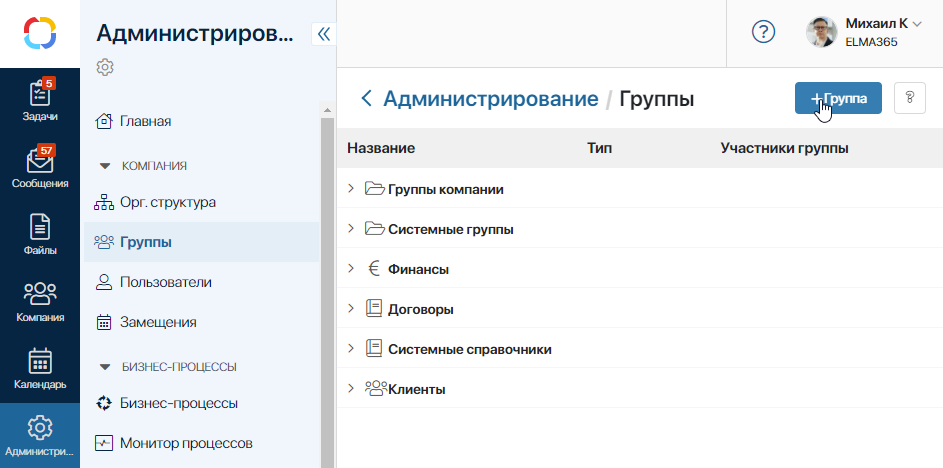 5
Задачи
57
Сообщения
Файлы
Компания
Календарь
Администри...
Администриров...
Главная
КОМПАНИЯ
Орг. структура
Группы
Пользователи
Замещения
БИЗНЕС-ПРОЦЕССЫ
Бизнес-процессы
Монитор процессов
?
Михаил К
ELMA365
Администрирование / Группы
+Группа
?
Название Тип Участники группы
Группы компании
Системные группы
€ Финансы
Договоры
Системные справочники
Клиенты